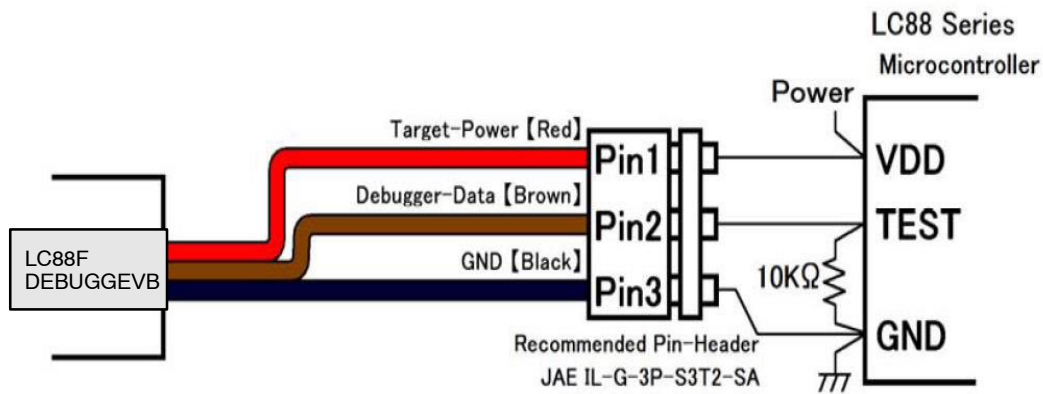 LC88 Series
Microcontroller
Power
Target-Power【Red】
Pin1
VDD
Debugger-Data【Brown】
Pin2
TEST
LC88F
DEBUGGEVB
GND【Black】
Pin3
10KΩ
GND
Recommended Pin-Header
JAE IL-G-3P-S3T2-SA